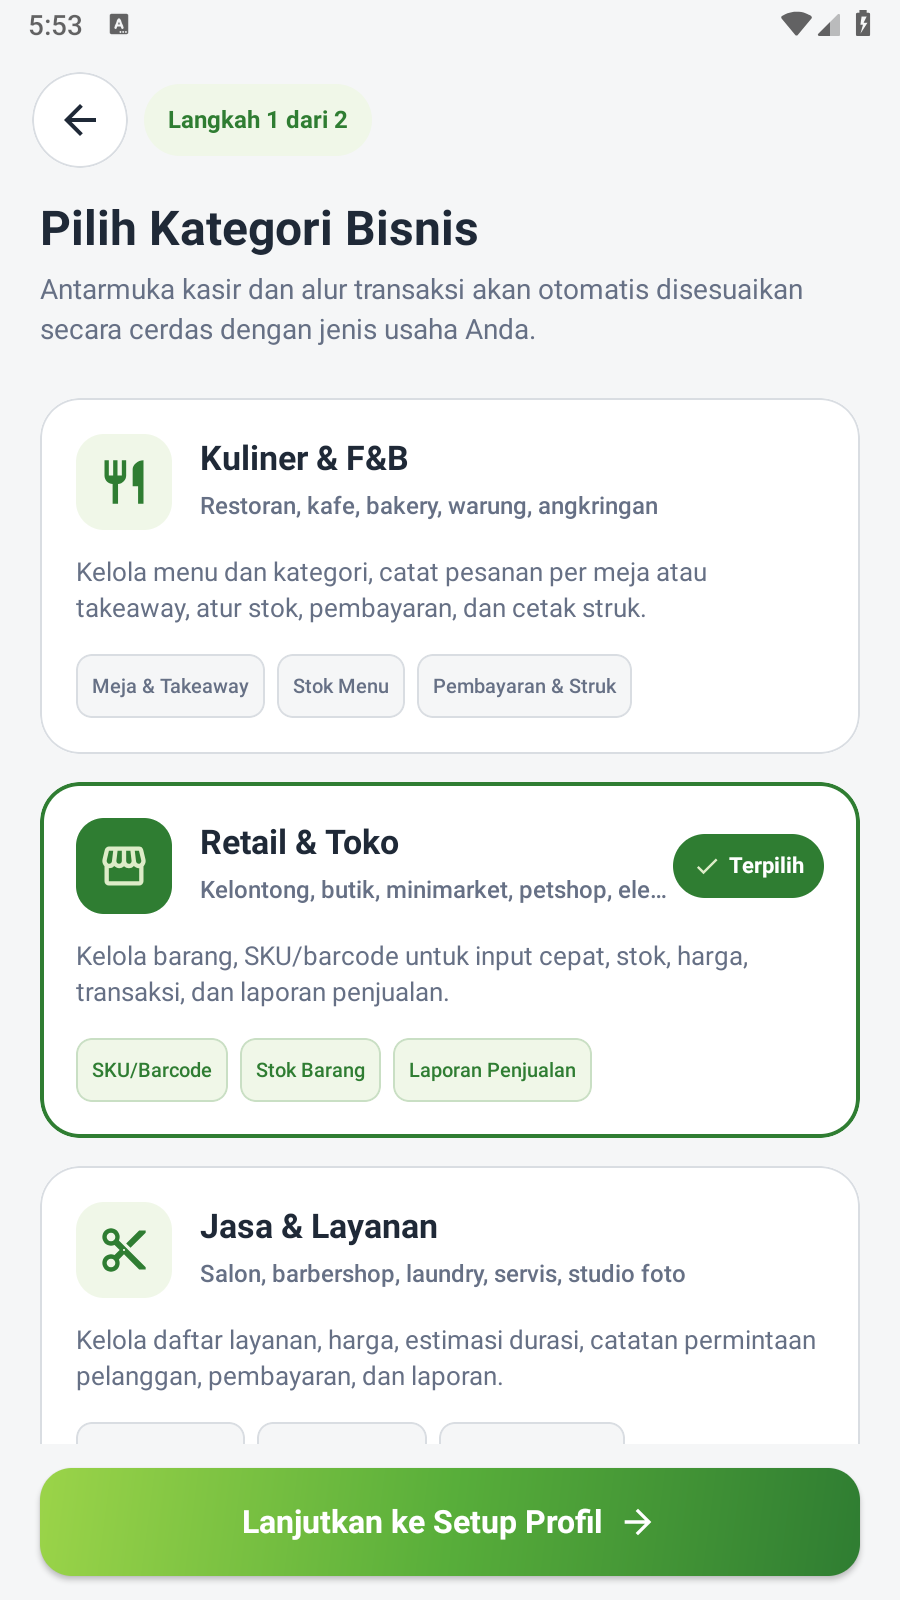 5:53
Langkah 1 dari 2
Pilih Kategori Bisnis
Antarmuka kasir dan alur transaksi akan otomatis disesuaikan
secara cerdas dengan jenis usaha Anda.
Kuliner & F&B
Restoran, kafe, bakery, warung, angkringan
Kelola menu dan kategori, catat pesanan per meja atau
takeaway, atur stok, pembayaran, dan cetak struk.
Meja & Takeaway
Stok Menu
Pembayaran & Struk
Retail & Toko
Kelontong, butik, minimarket, petshop, ele...
Terpilih
Kelola barang, SKU/barcode untuk input cepat, stok, harga,
transaksi, dan laporan penjualan.
SKU/Barcode
Stok Barang
Laporan Penjualan
Jasa & Layanan
Salon, barbershop, laundry, servis, studio foto
Kelola daftar layanan, harga, estimasi durasi, catatan permintaan
pelanggan, pembayaran, dan laporan.
Lanjutkan ke Setup Profil